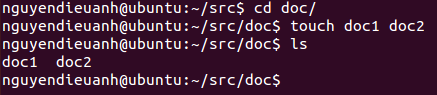 nguyendieuanh@ubuntu:~/src$ cd doc/
nguyendieuanh@ubuntu:~/src/doc$ touch doc1 doc2
nguyendieuanh@ubuntu:~/src/doc$ ls
doc1  doc2
nguyendieuanh@ubuntu:~/src/doc$